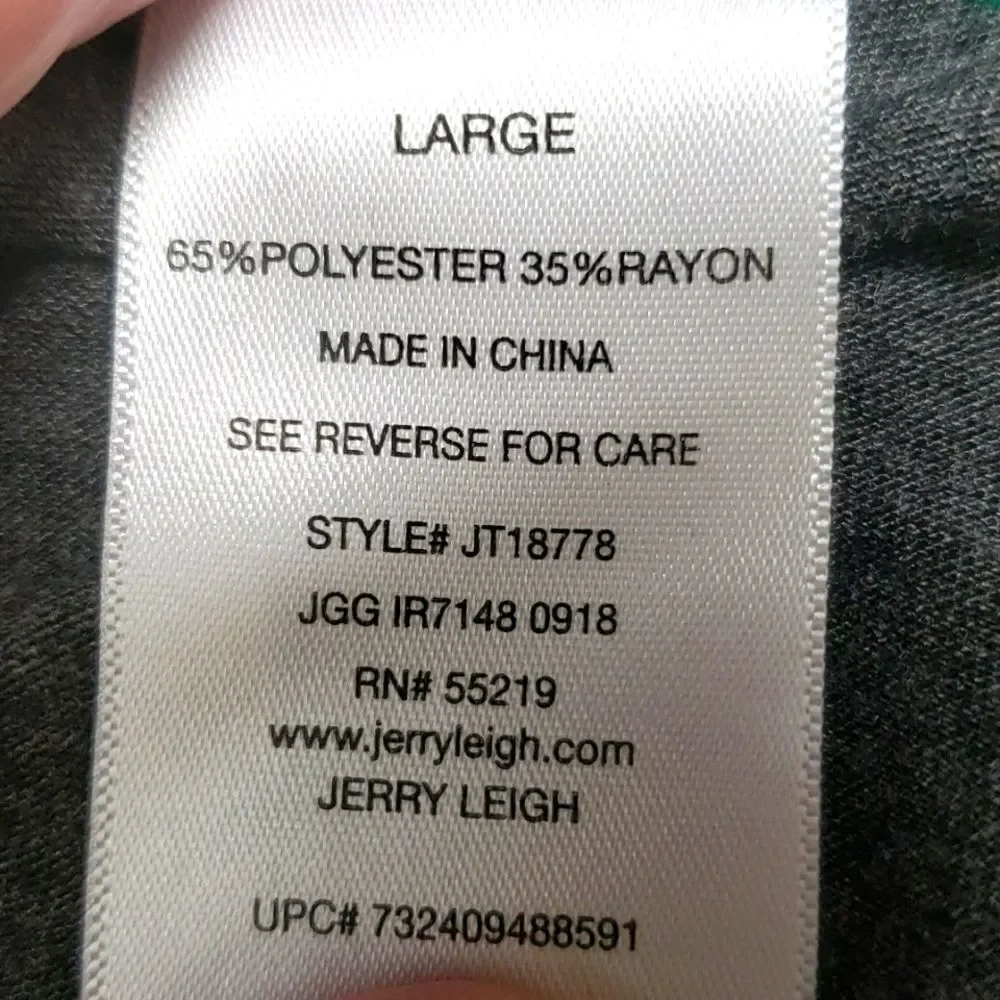 LARGE
65%POLYESTER 35%RAYON
MADE IN CHINA
SEE REVERSE FOR CARE
STYLE# JT18778
JGG IR7148 0918
RN# 55219
www.jerryleigh.com
JERRY LEIGH
UPC# 732409488591